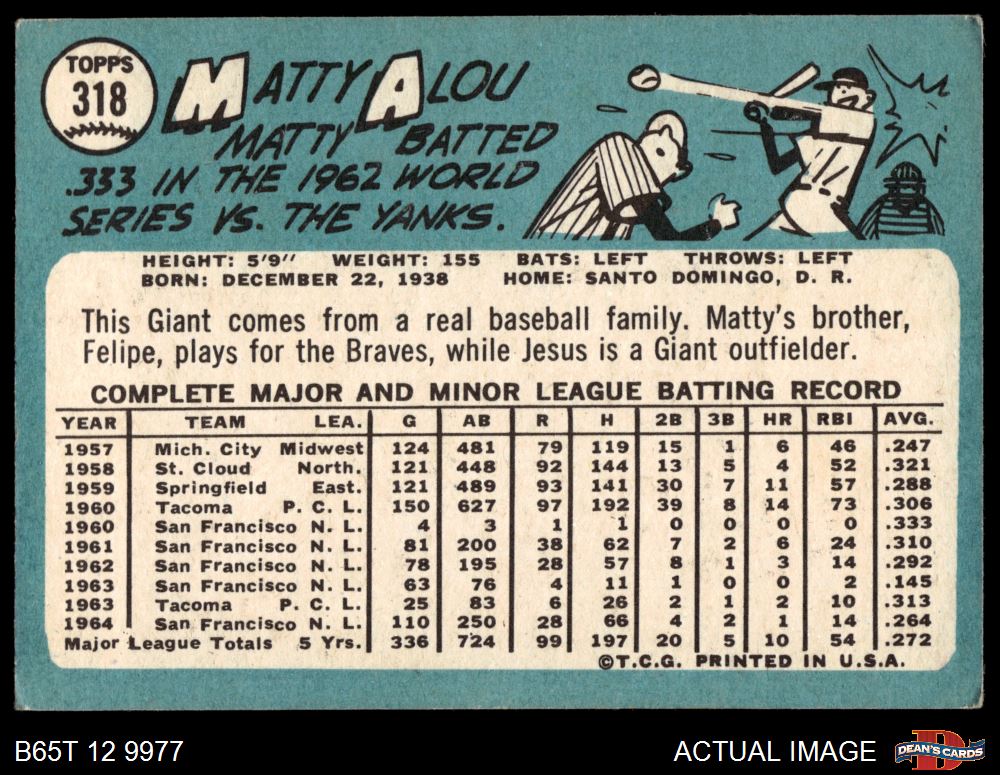 TOPPS
318
MATTY ALOU
MATTY BATTED
.333 IN THE 1962 WORLD
SERIES VS. THE YANKS.
HEIGHT: 5'9" WEIGHT: 155 BATS: LEFT THROWS: LEFT
BORN: DECEMBER 22, 1938 HOME: SANTO DOMINGO, D. R.
This Giant comes from a real baseball family. Matty's brother,
Felipe, plays for the Braves, while Jesus is a Giant outfielder.
COMPLETE MAJOR AND MINOR LEAGUE BATTING RECORD
YEAR TEAM LEA. G AB R H 2B 3B HR RBI AVG.
1957 Mich. City Midwest 124 481 79 119 15 1 6 46 .247
1958 St. Cloud North. 121 448 92 144 13 5 4 52 .321
1959 Springfield East. 121 489 93 141 30 7 11 57 .288
1960 Tacoma P. C. L. 150 627 97 192 39 8 14 73 .306
1960 San Francisco N. L. 4 3 1 1 0 0 0 0 .333
1961 San Francisco N. L. 81 200 38 62 7 2 6 24 .310
1962 San Francisco N. L. 78 195 28 57 8 1 3 14 .292
1963 San Francisco N. L. 63 76 4 11 1 0 0 2 .145
1963 Tacoma P. C. L. 25 83 6 26 2 1 2 10 .313
1964 San Francisco N. L. 110 250 28 66 4 2 1 14 .264
Major League Totals 5 Yrs. 336 724 99 197 20 5 10 54 .272
©T.C.G. PRINTED IN U.S.A.
B65T 12 9977
ACTUAL IMAGE
DEAN'S CARDS